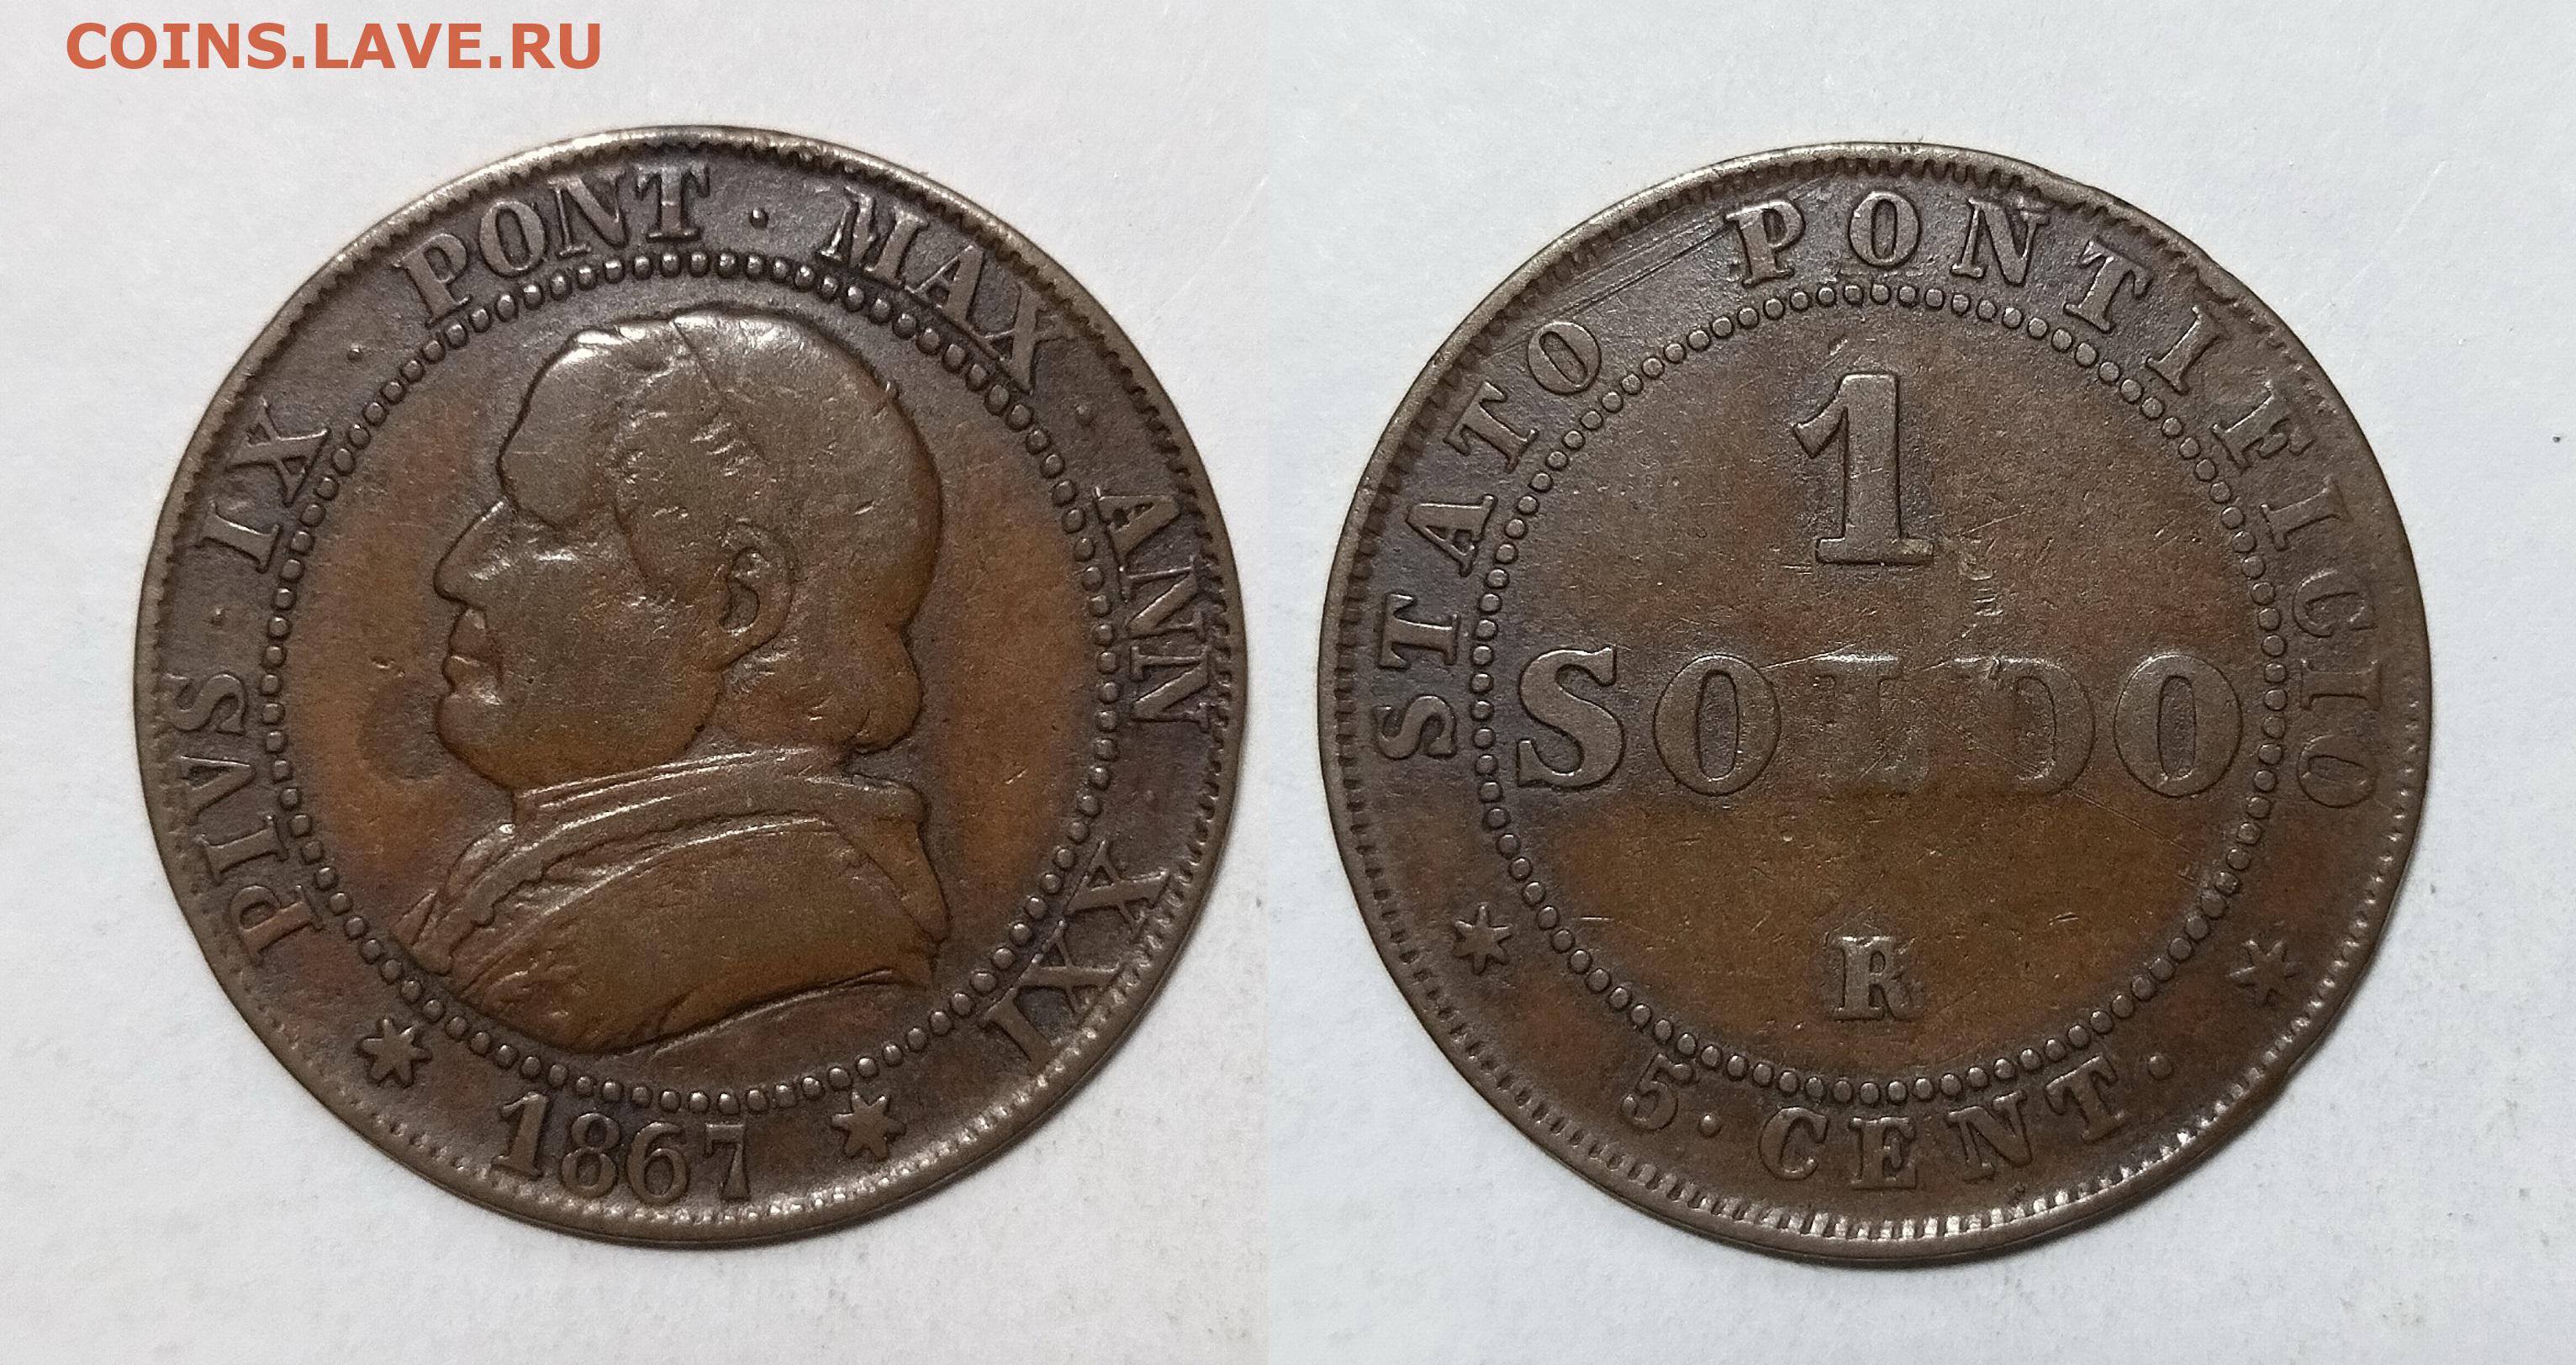 COINS.LAVE.RU
PIVS · IX · PONT · MAX · ANN · XXI
1867
STATO PONTIFICIO
1
SOLDO
R
5 · CENT ·